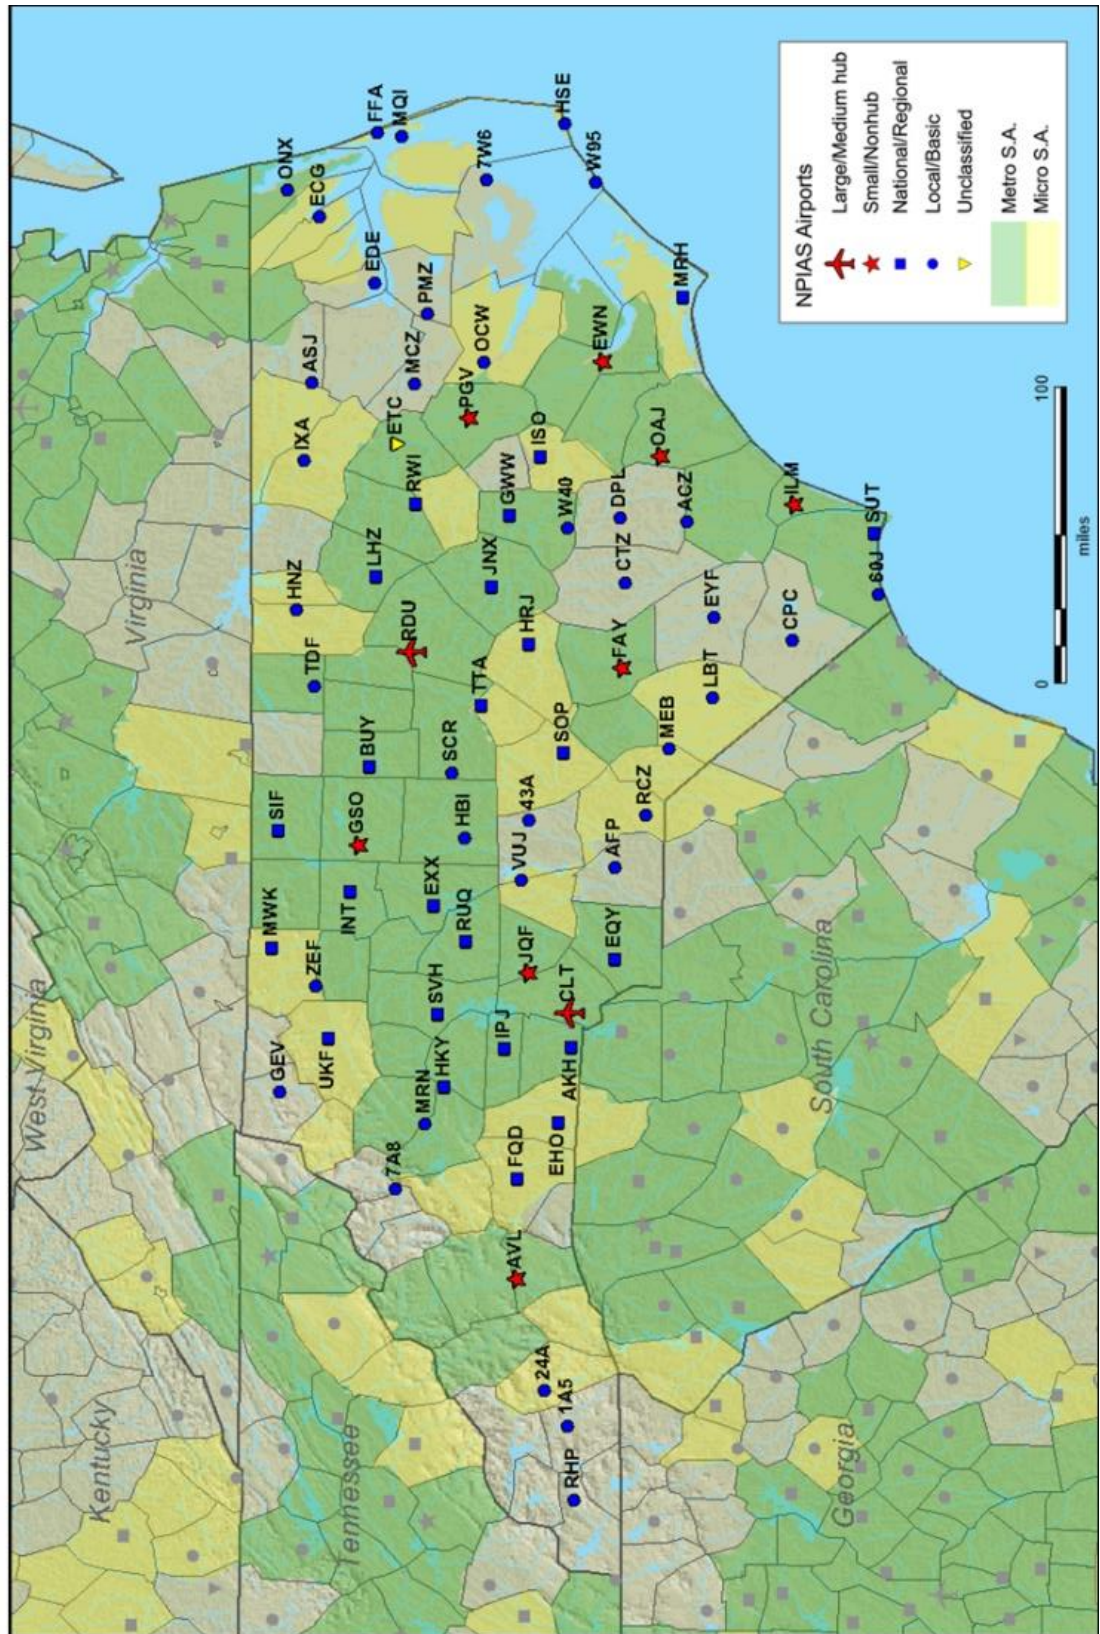 West Virginia
Virginia
Kentucky
Tennessee
Georgia
South Carolina
GEV
MWK
SIF
TDF
HNZ
IXA
ASJ
ONX
ECG
UKF
ZEF
INT
GSO
BUY
RDU
LHZ
RWI
ETC
MCZ
EDE
PMZ
FFA
MQI
7A8
MRN
HKY
SVH
EXX
RUQ
HBI
SCR
TTA
JNX
GWW
PGV
OCW
7W6
AVL
FQD
IPJ
JQF
VUJ
43A
HRJ
ISO
W40
24A
1A5
RHP
EHO
AKH
CLT
EQY
AFP
SOP
RCZ
MEB
FAY
CTZ
DPL
EWN
HSE
W95
LBT
EYF
ACZ
OAJ
MRH
CPC
ILM
60J
SUT
0
100
miles
NPIAS Airports
Large/Medium hub
Small/Nonhub
National/Regional
Local/Basic
Unclassified
Metro S.A.
Micro S.A.